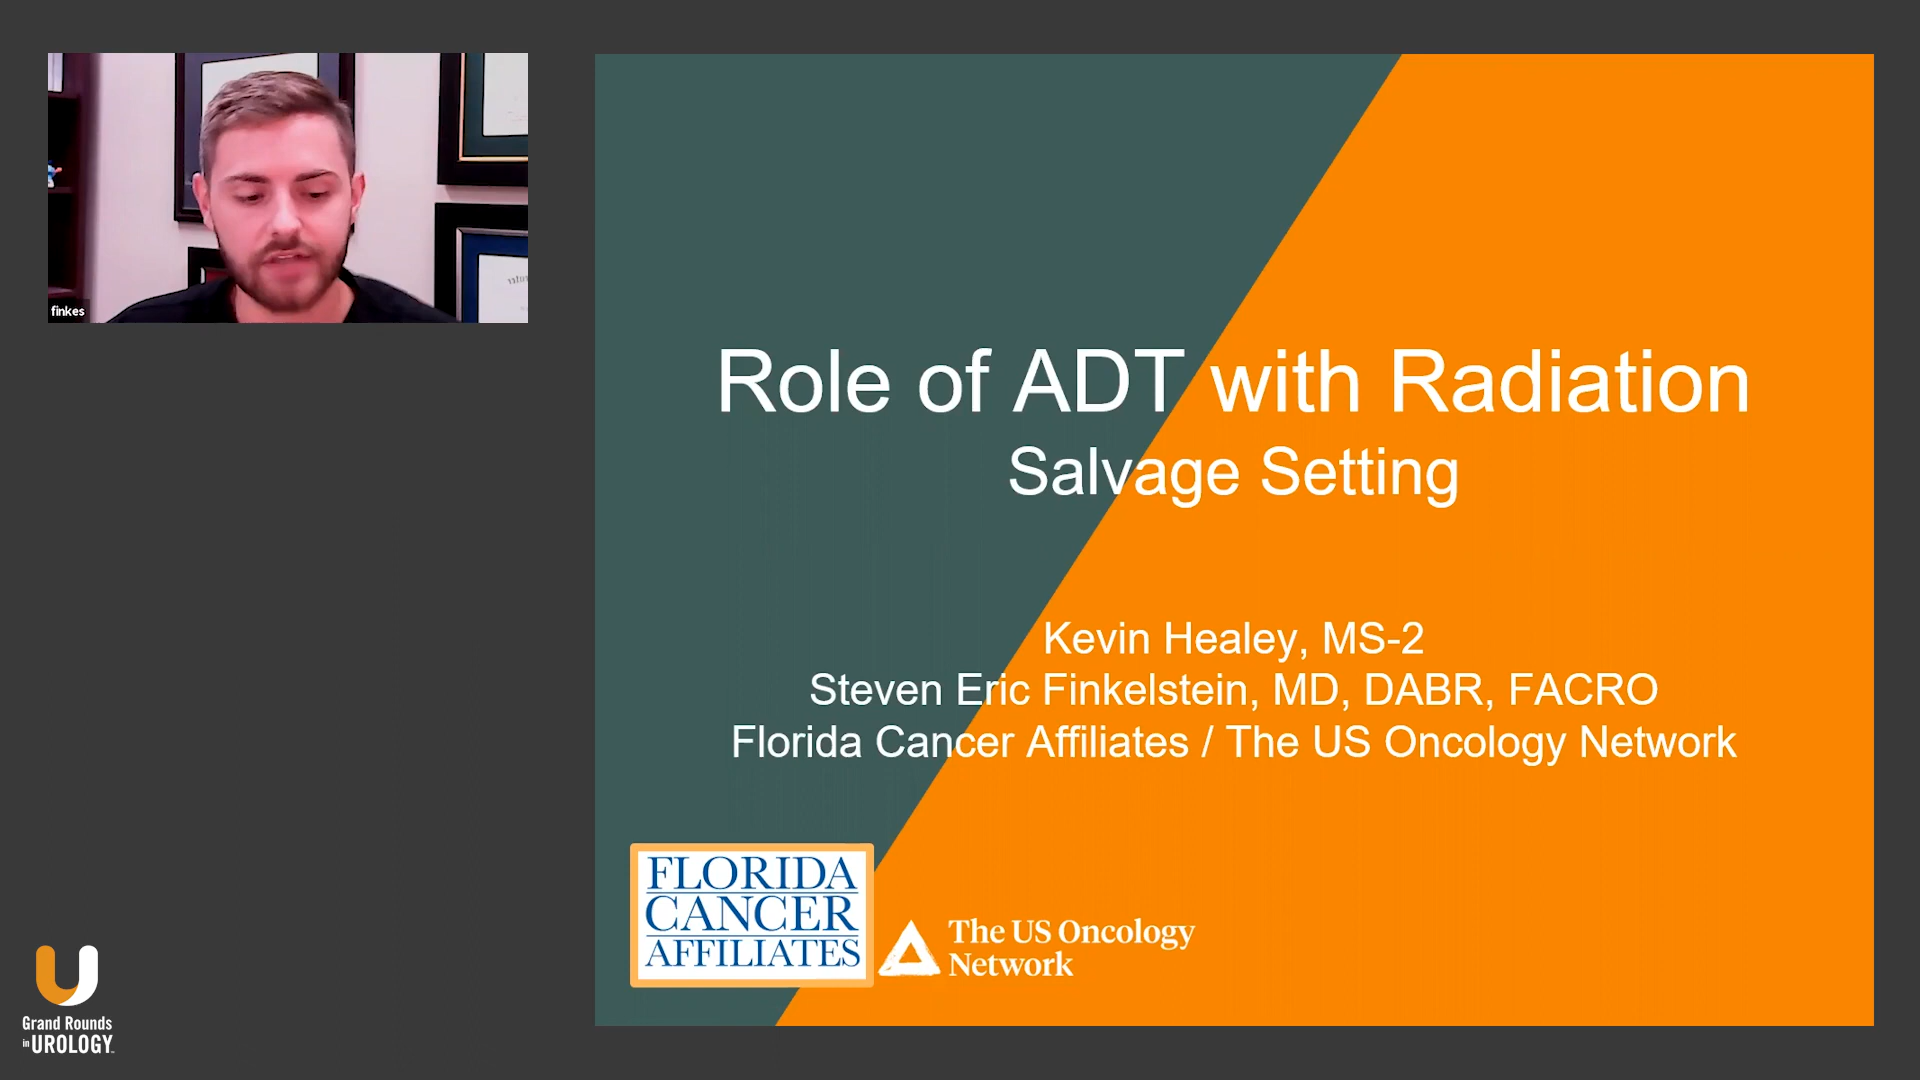 finkes
Role of ADT with Radiation
Salvage Setting
Kevin Healey, MS-2
Steven Eric Finkelstein, MD, DABR, FACRO
Florida Cancer Affiliates / The US Oncology Network
FLORIDA
CANCER
AFFILIATES
The US Oncology
Network
Grand Rounds
in UROLOGY